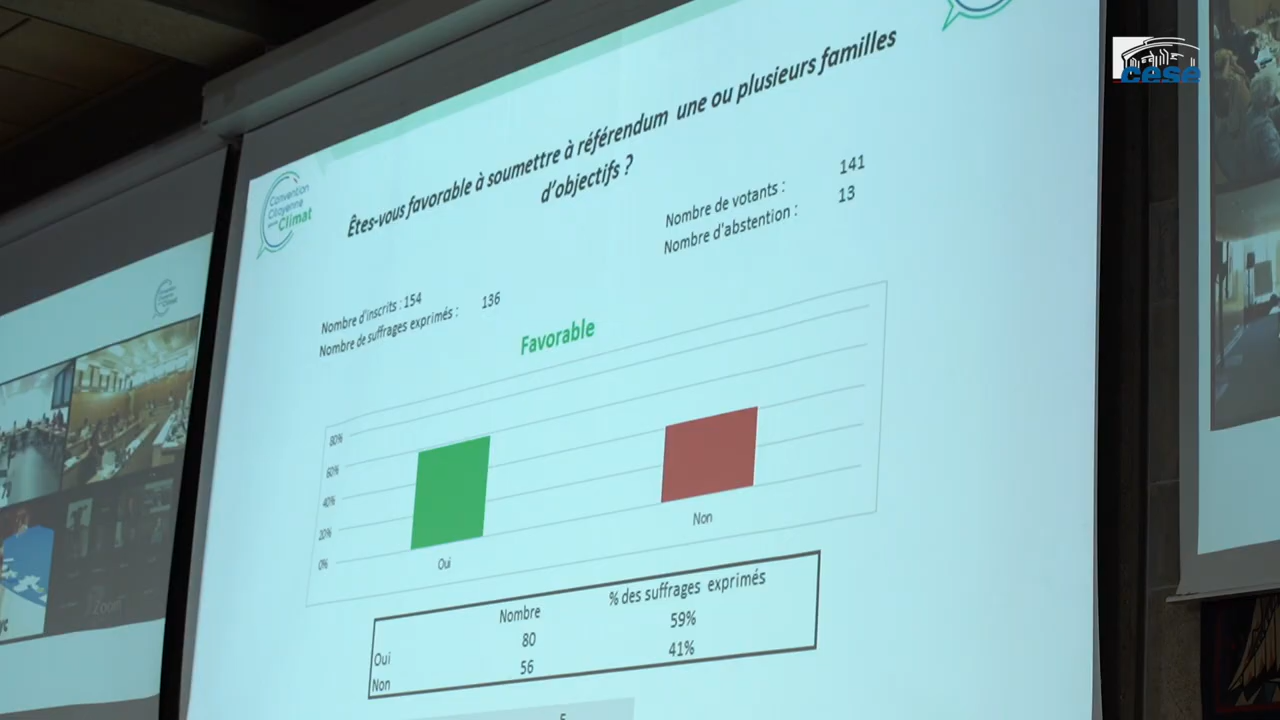 cese
Êtes-vous favorable à soumettre à référendum une ou plusieurs familles
d'objectifs ?
Convention
Citoyenne
Climat
Nombre de votants : 141
Nombre d'abstention : 13
Nombre d'inscrits : 154
Nombre de suffrages exprimés : 136
Favorable
80%
60%
40%
20%
0%
Oui
Non
Nombre % des suffrages exprimés
Oui 80 59%
Non 56 41%
5
Zoom